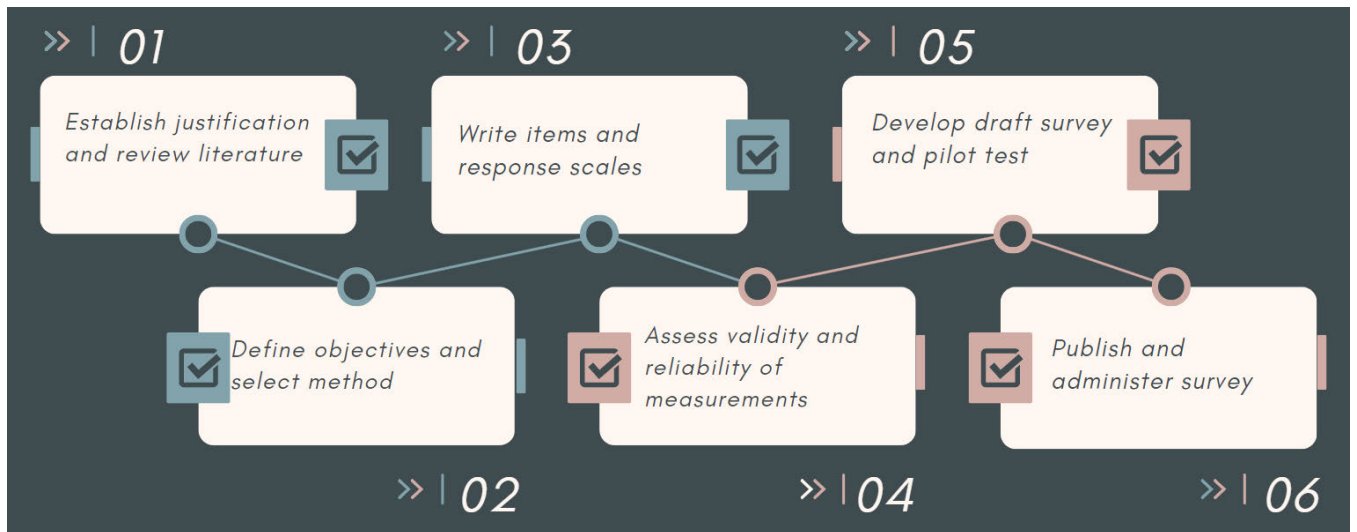 01
Establish justification
and review literature
02
Define objectives and
select method
03
Write items and
response scales
04
Assess validity and
reliability of
measurements
05
Develop draft survey
and pilot test
06
Publish and
administer survey